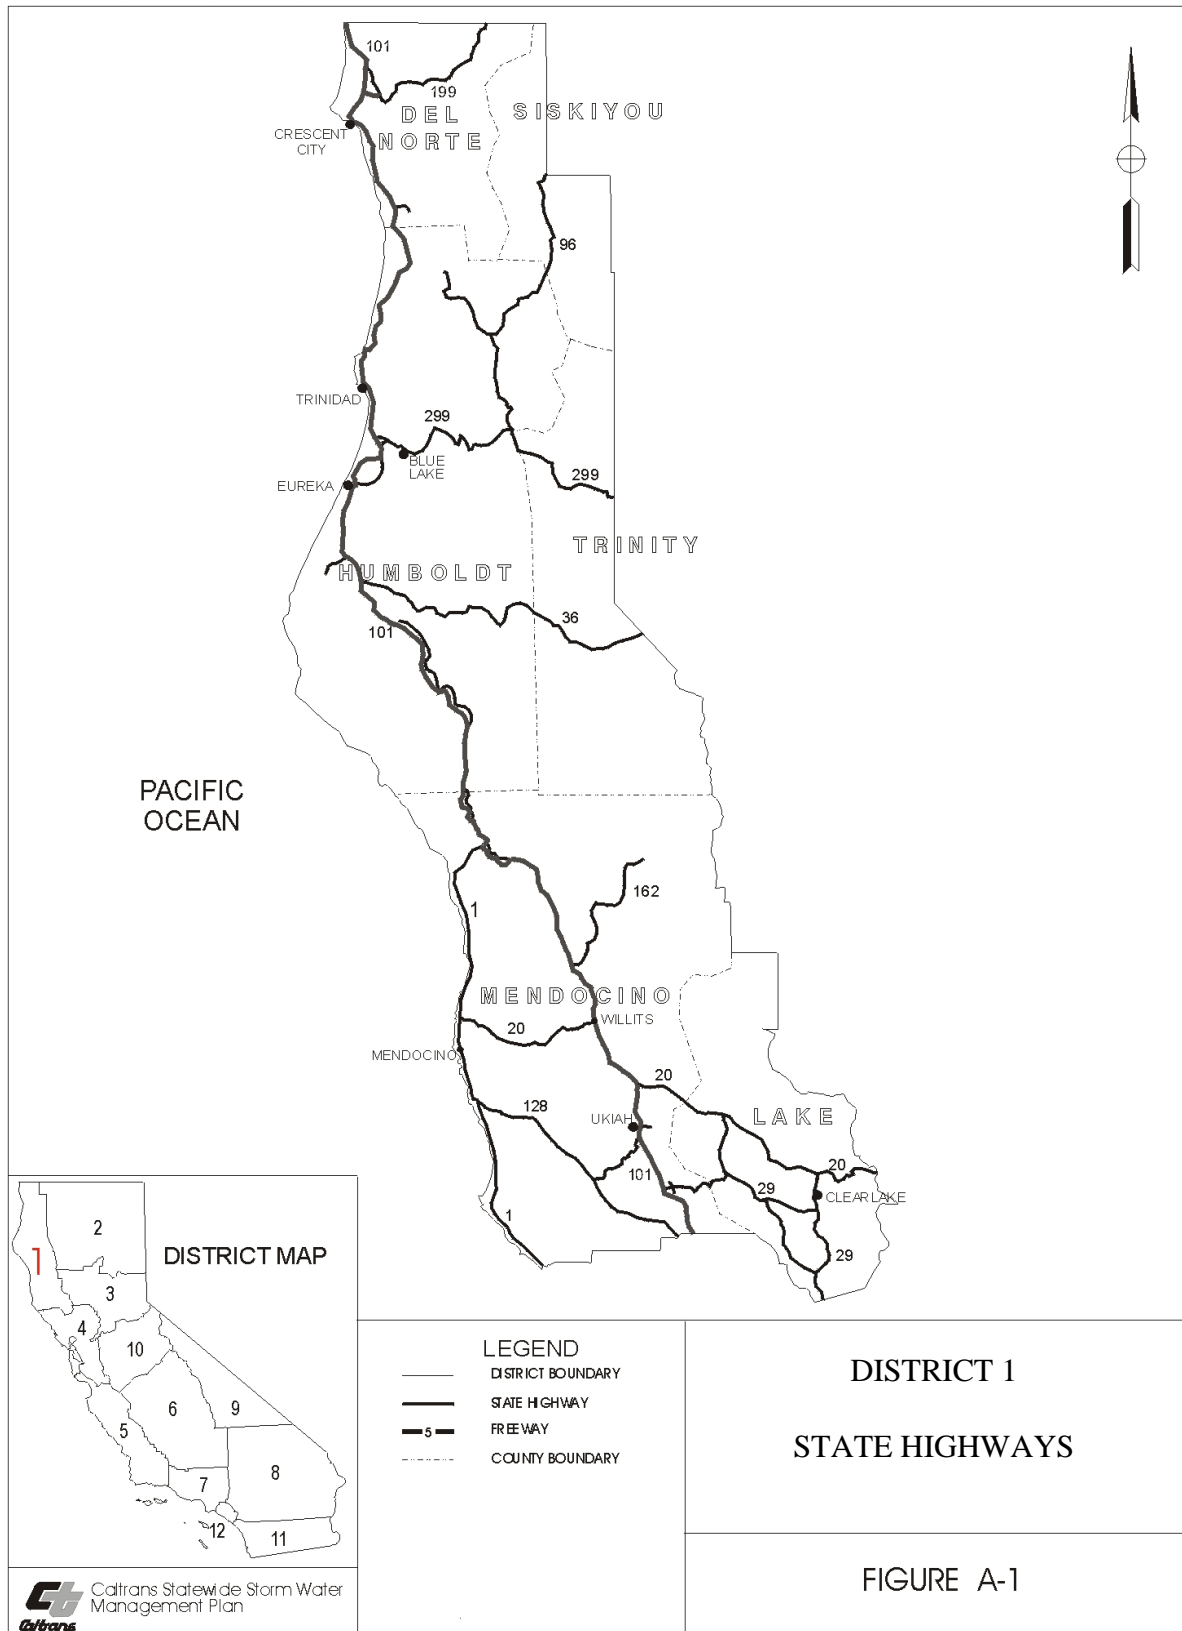 101
199
DEL
NORTE
SISKIYOU
CRESCENT
CITY
96
TRINIDAD
299
BLUE
LAKE
EUREKA
299
TRINITY
HUMBOLDT
36
101
PACIFIC
OCEAN
162
1
MENDOCINO
WILLITS
20
MENDOCINO
20
128
LAKE
UKIAH
101
20
29
CLEARLAKE
1
29
DISTRICT MAP
1
2
3
4
10
6
9
5
8
7
12
11
LEGEND
DISTRICT BOUNDARY
STATE HIGHWAY
5
FREEWAY
COUNTY BOUNDARY
DISTRICT 1
STATE HIGHWAYS
FIGURE A-1
Caltrans Statewide Storm Water
Management Plan
ct
Caltrans